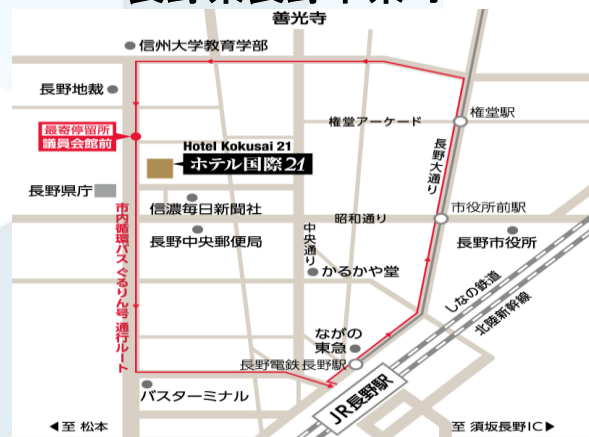 善光寺
信州大学教育学部
長野地裁
権堂アーケード
権堂駅
最寄停留所
議員会館前
Hotel Kokusai 21
ホテル国際21
長野大通り
長野県庁
信濃毎日新聞社
昭和通り
市役所前駅
長野中央郵便局
中央通り
長野市役所
市内循環バスぐるりん号 通行ルート
かるかや堂
しなの鉄道
北陸新幹線
ながの
東急
長野電鉄長野駅
JR長野駅
バスターミナル
◀至 松本
至 須坂長野IC▶